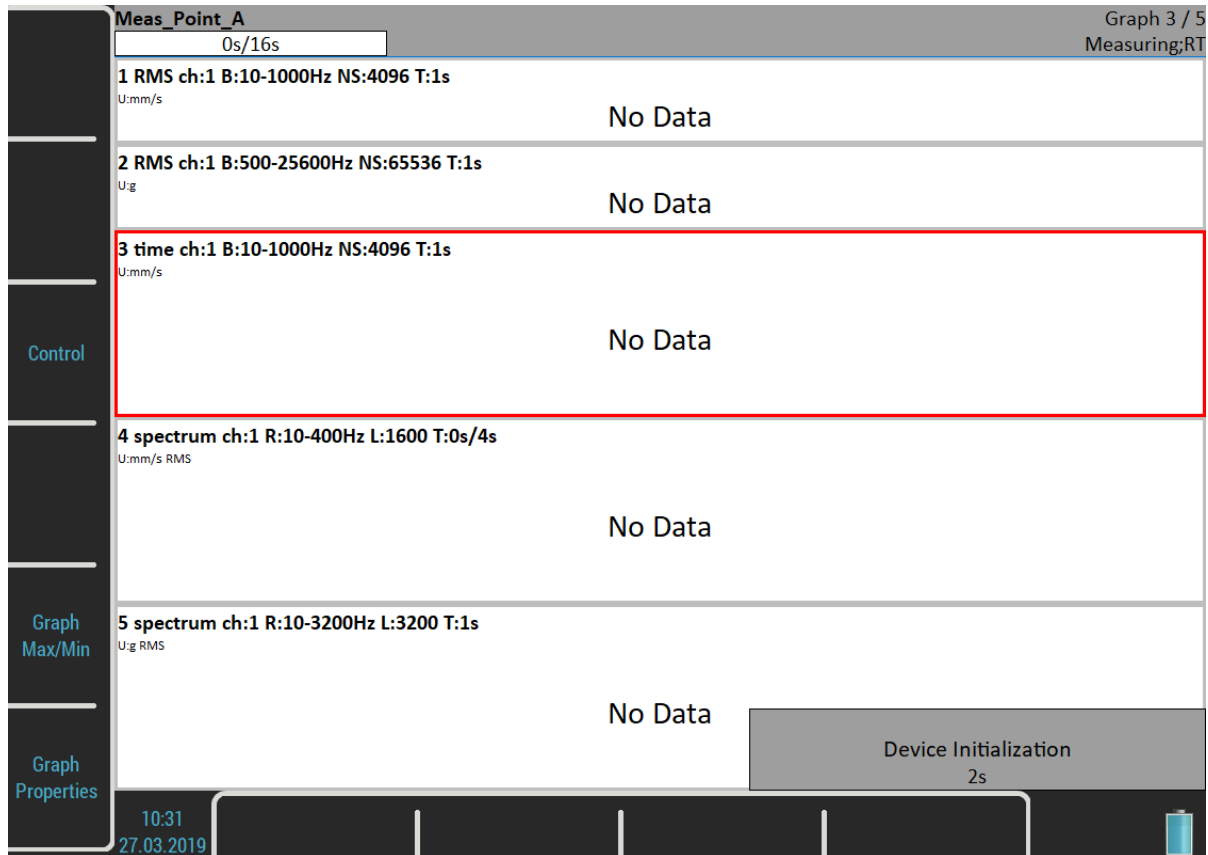 Meas_Point_A
Graph 3 / 5
0s/16s
Measuring;RT
1 RMS ch:1 B:10-1000Hz NS:4096 T:1s
U:mm/s
No Data
2 RMS ch:1 B:500-25600Hz NS:65536 T:1s
U:g
No Data
3 time ch:1 B:10-1000Hz NS:4096 T:1s
U:mm/s
No Data
Control
4 spectrum ch:1 R:10-400Hz L:1600 T:0s/4s
U:mm/s RMS
No Data
Graph
Max/Min
5 spectrum ch:1 R:10-3200Hz L:3200 T:1s
U:g RMS
No Data
Device Initialization
2s
Graph
Properties
10:31
27.03.2019